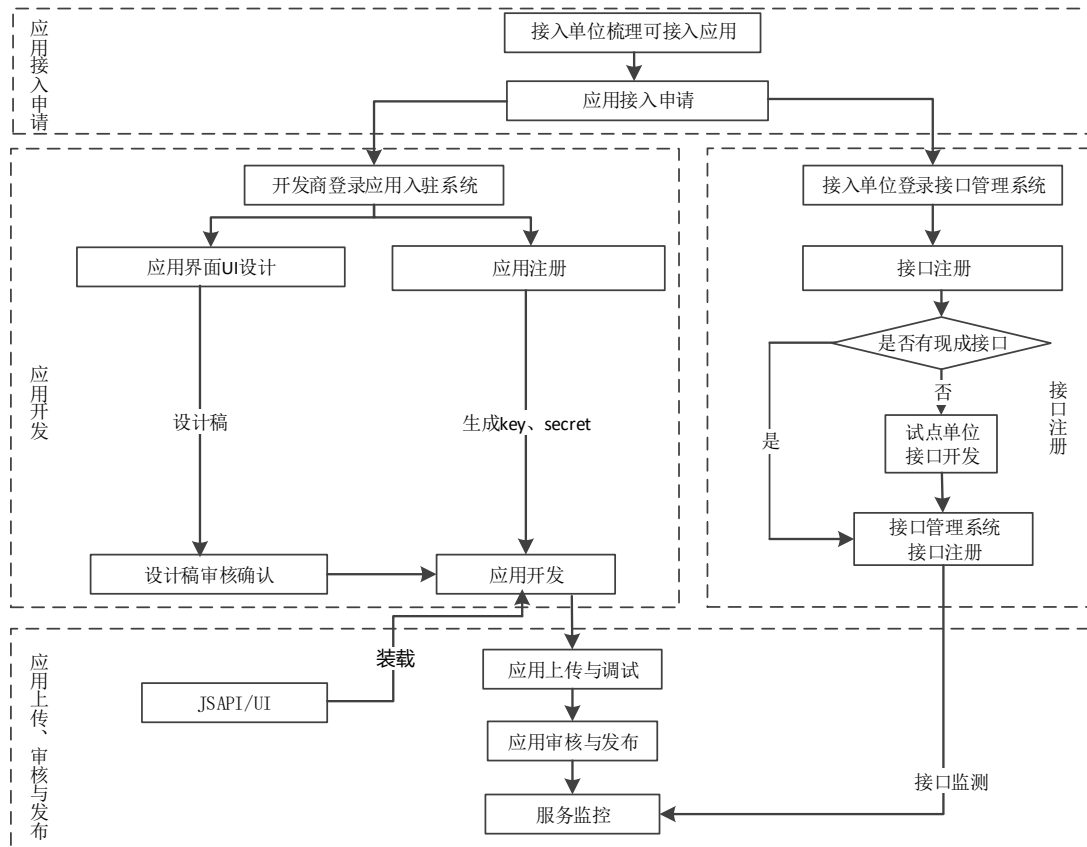 应用接入申请
接入单位梳理可接入应用
应用接入申请
开发商登录应用入驻系统
接入单位登录接口管理系统
应用界面UI设计
应用注册
接口注册
是否有现成接口
应用开发
设计稿
生成key、secret
是
否
接口注册
试点单位
接口开发
接口管理系统
接口注册
设计稿审核确认
应用开发
应用上传、审核与发布
装载
应用上传与调试
JSAPI/UI
应用审核与发布
接口监测
服务监控